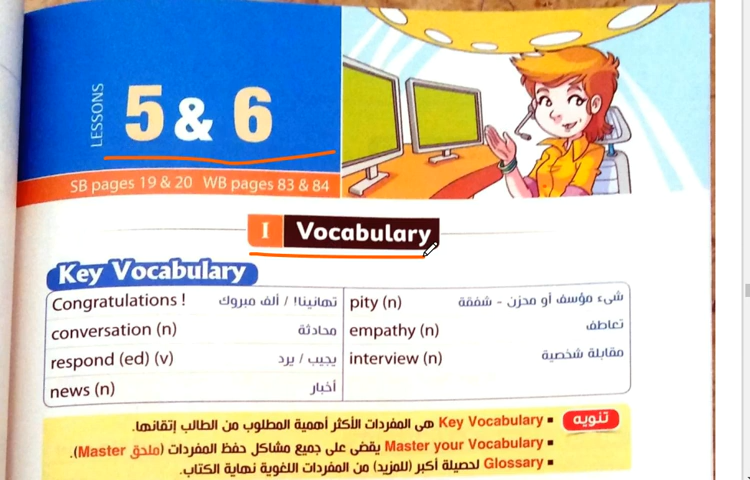 LESSONS
5 & 6
SB pages 19 & 20 WB pages 83 & 84
I Vocabulary
Key Vocabulary
Congratulations ! تهانينا! / ألف مبروك
conversation (n) محادثة
respond (ed) (v) يجيب / يرد
news (n) أخبار
pity (n) شىء مؤسف أو محزن - شفقة
empathy (n) تعاطف
interview (n) مقابلة شخصية
تنويه
▪ Key Vocabulary هى المفردات الأكثر أهمية المطلوب من الطالب إتقانها.
▪ Master your Vocabulary يقضى على جميع مشاكل حفظ المفردات (ملحق Master).
▪ Glossary لحصيلة أكبر (للمزيد) من المفردات اللغوية نهاية الكتاب.